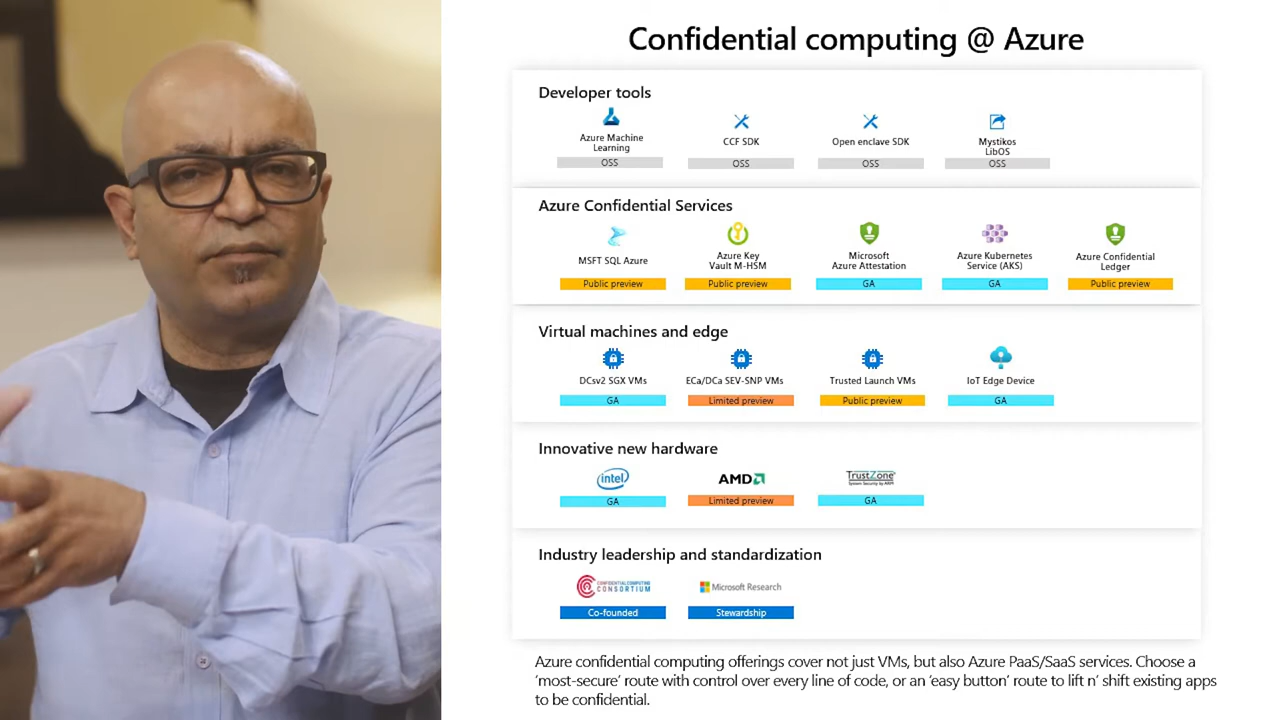 Confidential computing @ Azure
Developer tools
Azure Machine
Learning
OSS
CCF SDK
OSS
Open enclave SDK
OSS
Mystikos
LibOS
OSS
Azure Confidential Services
MSFT SQL Azure
Public preview
Azure Key
Vault M-HSM
Public preview
Microsoft
Azure Attestation
GA
Azure Kubernetes
Service (AKS)
GA
Azure Confidential
Ledger
Public preview
Virtual machines and edge
DCsv2 SGX VMs
GA
ECa/DCa SEV-SNP VMs
Limited preview
Trusted Launch VMs
Public preview
IoT Edge Device
GA
Innovative new hardware
intel
GA
AMD
Limited preview
TrustZone
System Security by ARM
GA
Industry leadership and standardization
CONFIDENTIAL COMPUTING
CONSORTIUM
Co-founded
Microsoft Research
Stewardship
Azure confidential computing offerings cover not just VMs, but also Azure PaaS/SaaS services. Choose a
‘most-secure’ route with control over every line of code, or an ‘easy button’ route to lift n’ shift existing apps
to be confidential.